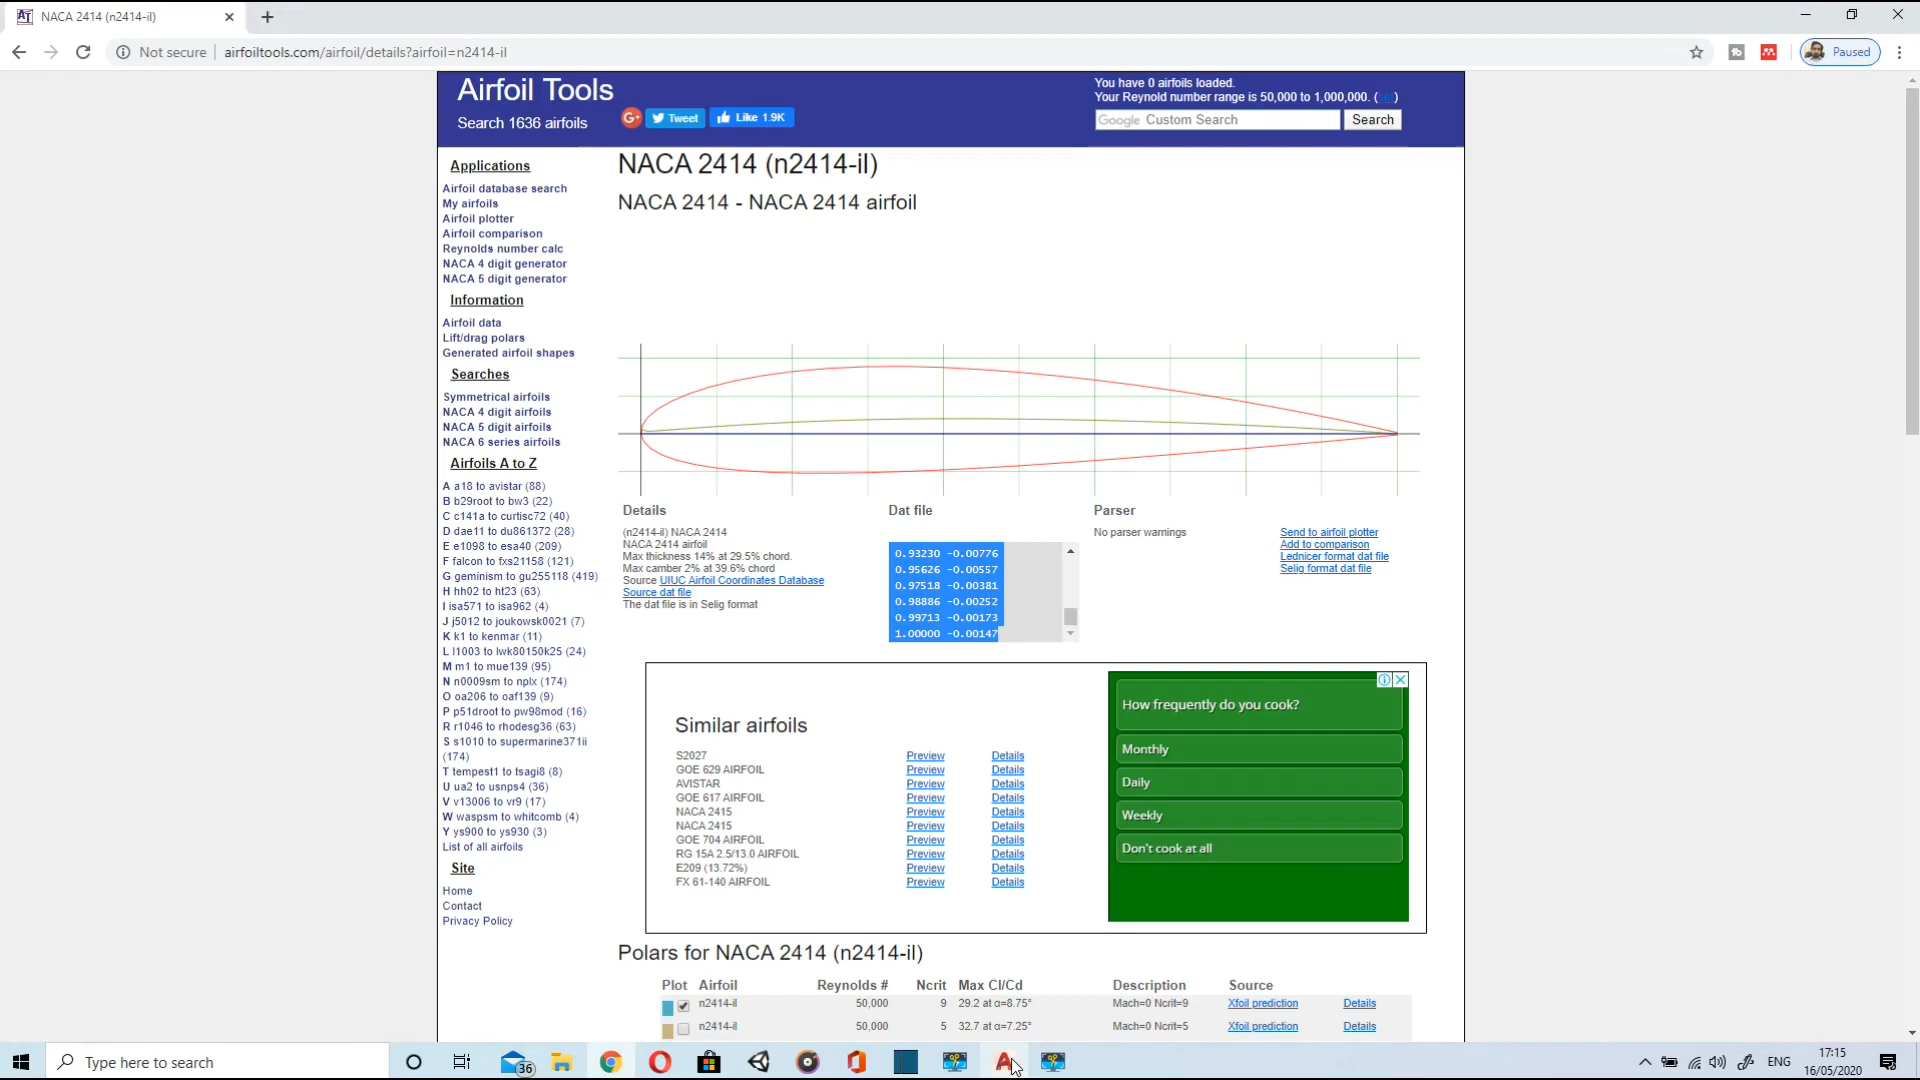 NACA 2414 (n2414-il)
Not secure
airfoiltools.com/airfoil/details?airfoil=n2414-il
Paused
Airfoil Tools
Search 1636 airfoils
G+
Tweet
Like 1.9K
You have 0 airfoils loaded.
Your Reynold number range is 50,000 to 1,000,000. (set)
Google Custom Search
Search
Applications
Airfoil database search
My airfoils
Airfoil plotter
Airfoil comparison
Reynolds number calc
NACA 4 digit generator
NACA 5 digit generator
Information
Airfoil data
Lift/drag polars
Generated airfoil shapes
Searches
Symmetrical airfoils
NACA 4 digit airfoils
NACA 5 digit airfoils
NACA 6 series airfoils
Airfoils A to Z
A a18 to avistar (88)
B b29root to bw3 (22)
C c141a to curtisc72 (40)
D dae11 to du861372 (28)
E e1098 to esa40 (209)
F falcon to fxs21158 (121)
G geminism to gu255118 (419)
H hh02 to ht23 (63)
I isa571 to isa962 (4)
J j5012 to joukowsk0021 (7)
K k1 to kenmar (11)
L l1003 to lwk80150k25 (24)
M m1 to mue139 (95)
N n0009sm to nplx (174)
O oa206 to oaf139 (9)
P p51droot to pw98mod (16)
R r1046 to rhodesg36 (63)
S s1010 to supermarine371ii
(174)
T tempest1 to tsagi8 (8)
U ua2 to usnps4 (36)
V v13006 to vr9 (17)
W waspsm to whitcomb (4)
Y ys900 to ys930 (3)
List of all airfoils
Site
Home
Contact
Privacy Policy
NACA 2414 (n2414-il)
NACA 2414 - NACA 2414 airfoil
Details
(n2414-il) NACA 2414
NACA 2414 airfoil
Max thickness 14% at 29.5% chord.
Max camber 2% at 39.6% chord
Source UIUC Airfoil Coordinates Database
Source dat file
The dat file is in Selig format
Dat file
0.93230 -0.00776
0.95626 -0.00557
0.97518 -0.00381
0.98886 -0.00252
0.99713 -0.00173
1.00000 -0.00147
Parser
No parser warnings
Send to airfoil plotter
Add to comparison
Lednicer format dat file
Selig format dat file
Similar airfoils
S2027 Preview Details
GOE 629 AIRFOIL Preview Details
AVISTAR Preview Details
GOE 617 AIRFOIL Preview Details
NACA 2415 Preview Details
NACA 2415 Preview Details
GOE 704 AIRFOIL Preview Details
RG 15A 2.5/13.0 AIRFOIL Preview Details
E209 (13.72%) Preview Details
FX 61-140 AIRFOIL Preview Details
How frequently do you cook?
Monthly
Daily
Weekly
Don't cook at all
Polars for NACA 2414 (n2414-il)
Plot Airfoil Reynolds # Ncrit Max Cl/Cd Description Source
n2414-il 50,000 9 29.2 at α=8.75° Mach=0 Ncrit=9 Xfoil prediction Details
n2414-il 50,000 5 32.7 at α=7.25° Mach=0 Ncrit=5 Xfoil prediction Details
Type here to search
36
ENG
17:15
16/05/2020